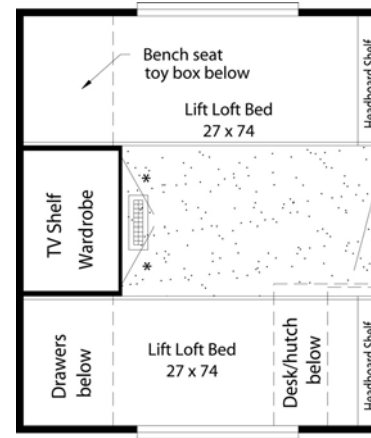 Bench seat
toy box below
Lift Loft Bed
27 x 74
Headboard Shelf
TV Shelf
Wardrobe
*
*
Drawers
below
Lift Loft Bed
27 x 74
Desk/hutch
below
Headboard Shelf